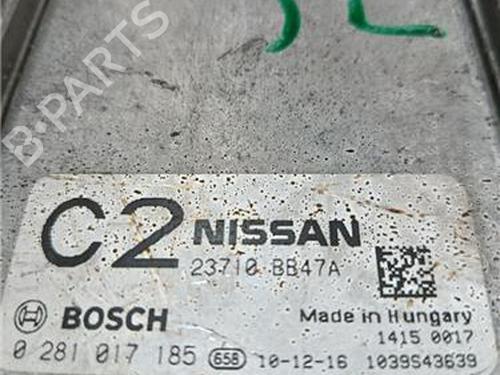 B-PARTS
JL
C2 NISSAN
23710 BB47A
BOSCH
Made in Hungary
1415 0017
0 281 017 185 658 10-12-16 1039S43639